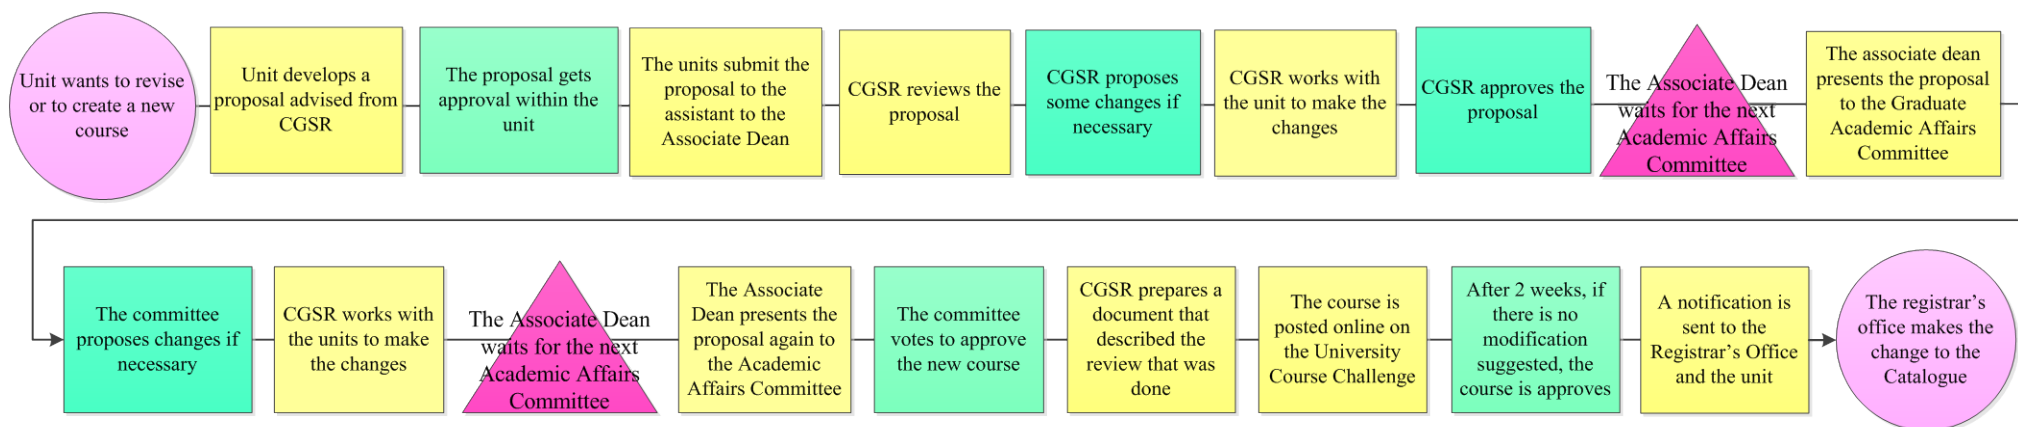 Unit wants to revise
or to create a new
course
Unit develops a
proposal advised from
CGSR
The proposal gets
approval within the
unit
The units submit the
proposal to the
assistant to the
Associate Dean
CGSR reviews the
proposal
CGSR proposes
some changes if
necessary
CGSR works with
the unit to make the
changes
CGSR approves the
proposal
The Associate Dean
waits for the next
Academic Affairs
Committee
The associate dean
presents the proposal
to the Graduate
Academic Affairs
Committee
The committee
proposes changes if
necessary
CGSR works with
the units to make
the changes
The Associate Dean
waits for the next
Academic Affairs
Committee
The Associate
Dean presents the
proposal again to
the Academic
Affairs Committee
The committee
votes to approve
the new course
CGSR prepares a
document that
described the
review that was
done
The course is
posted online on
the University
Course Challenge
After 2 weeks, if
there is no
modification
suggested, the
course is approves
A notification is
sent to the
Registrar's Office
and the unit
The registrar's
office makes the
change to the
Catalogue